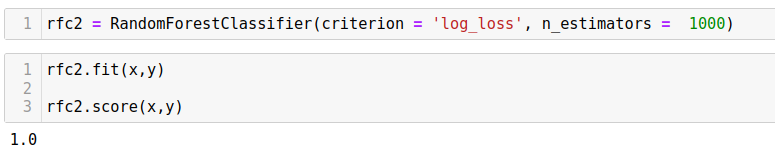 1 rfc2 = RandomForestClassifier(criterion = 'log_loss', n_estimators =  1000)
1 rfc2.fit(x,y)
2
3 rfc2.score(x,y)
1.0